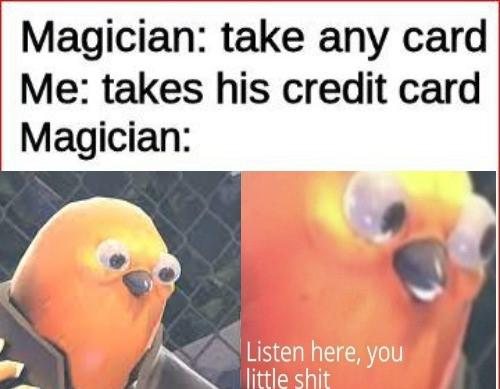 Magician: take any card
Me: takes his credit card
Magician:
Listen here, you
little shit